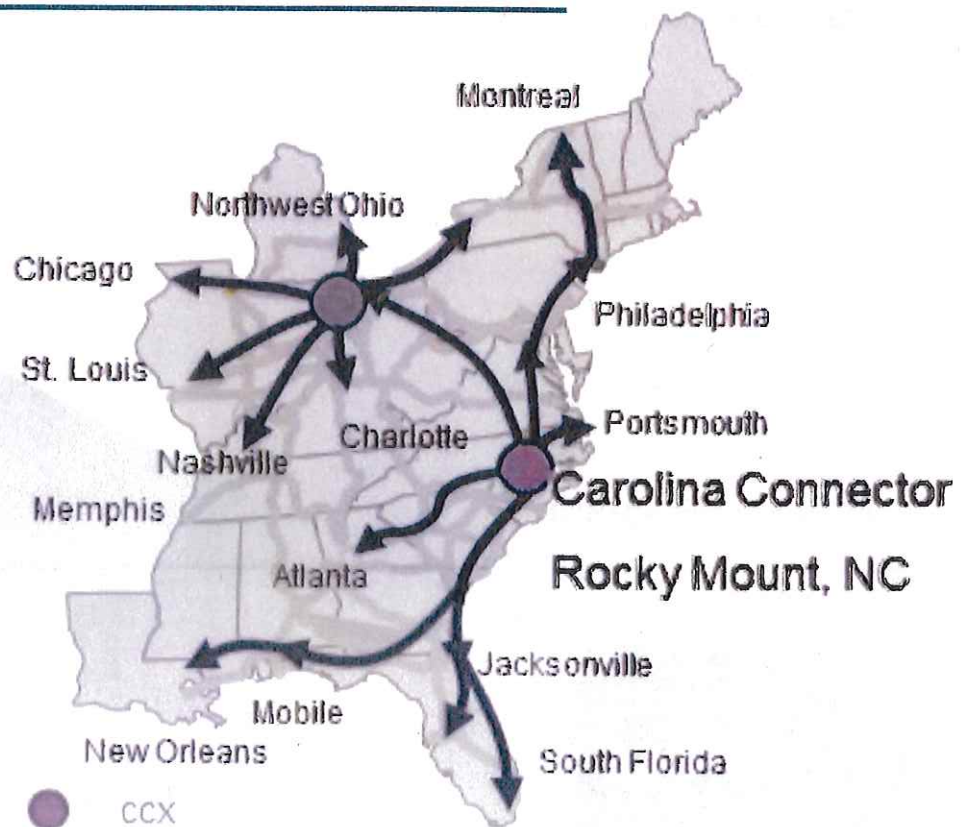 Montreal
Northwest Ohio
Chicago
Philadelphia
St. Louis
Portsmouth
Charlotte
Nashville
Carolina Connector
Memphis
Rocky Mount, NC
Atlanta
Jacksonville
Mobile
New Orleans
South Florida
CCX